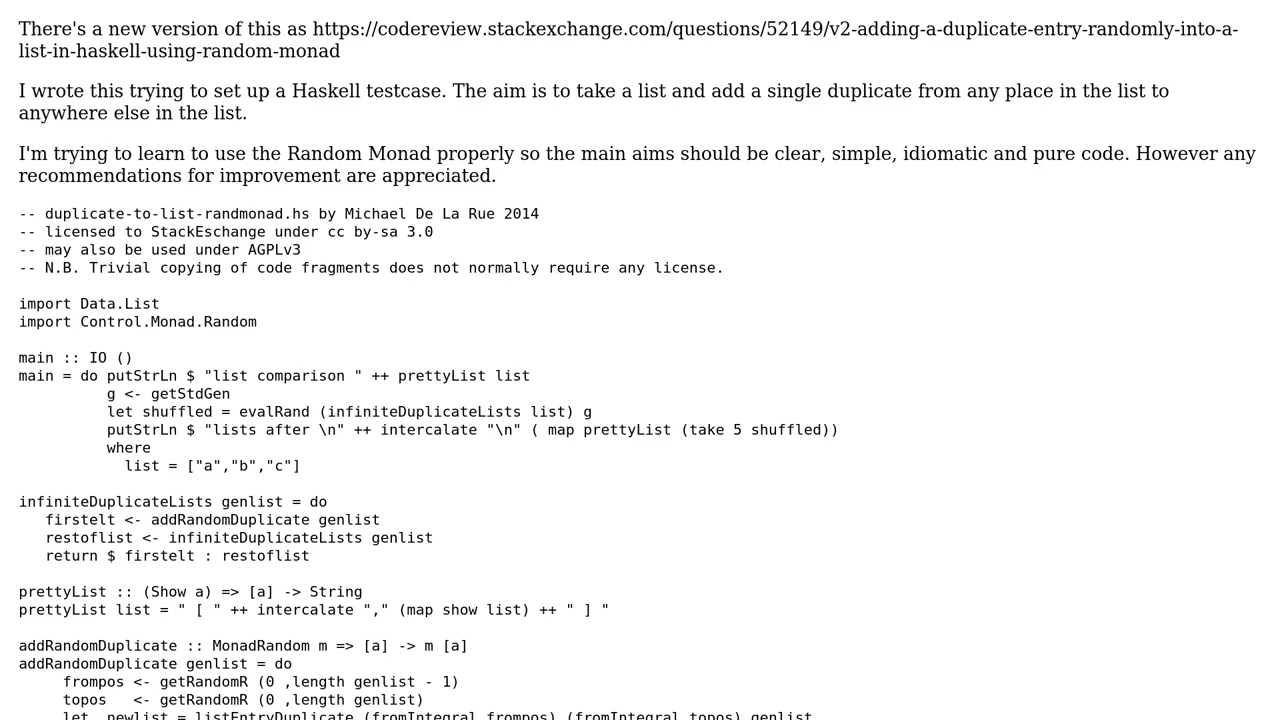 There's a new version of this as https://codereview.stackexchange.com/questions/52149/v2-adding-a-duplicate-entry-randomly-into-a-
list-in-haskell-using-random-monad
I wrote this trying to set up a Haskell testcase. The aim is to take a list and add a single duplicate from any place in the list to
anywhere else in the list.
I'm trying to learn to use the Random Monad properly so the main aims should be clear, simple, idiomatic and pure code. However any
recommendations for improvement are appreciated.
-- duplicate-to-list-randmonad.hs by Michael De La Rue 2014
-- licensed to StackEschange under cc by-sa 3.0
-- may also be used under AGPLv3
-- N.B. Trivial copying of code fragments does not normally require any license.
import Data.List
import Control.Monad.Random
main :: IO ()
main = do putStrLn $ "list comparison " ++ prettyList list
          g <- getStdGen
          let shuffled = evalRand (infiniteDuplicateLists list) g
          putStrLn $ "lists after \n" ++ intercalate "\n" ( map prettyList (take 5 shuffled))
          where
            list = ["a","b","c"]
infiniteDuplicateLists genlist = do
   firstelt <- addRandomDuplicate genlist
   restoflist <- infiniteDuplicateLists genlist
   return $ firstelt : restoflist
prettyList :: (Show a) => [a] -> String
prettyList list = " [ " ++ intercalate "," (map show list) ++ " ] "
addRandomDuplicate :: MonadRandom m => [a] -> m [a]
addRandomDuplicate genlist = do
     frompos <- getRandomR (0 ,length genlist - 1)
     topos   <- getRandomR (0 ,length genlist)
     let  newlist = listEntryDuplicate (fromIntegral frompos) (fromIntegral topos) genlist